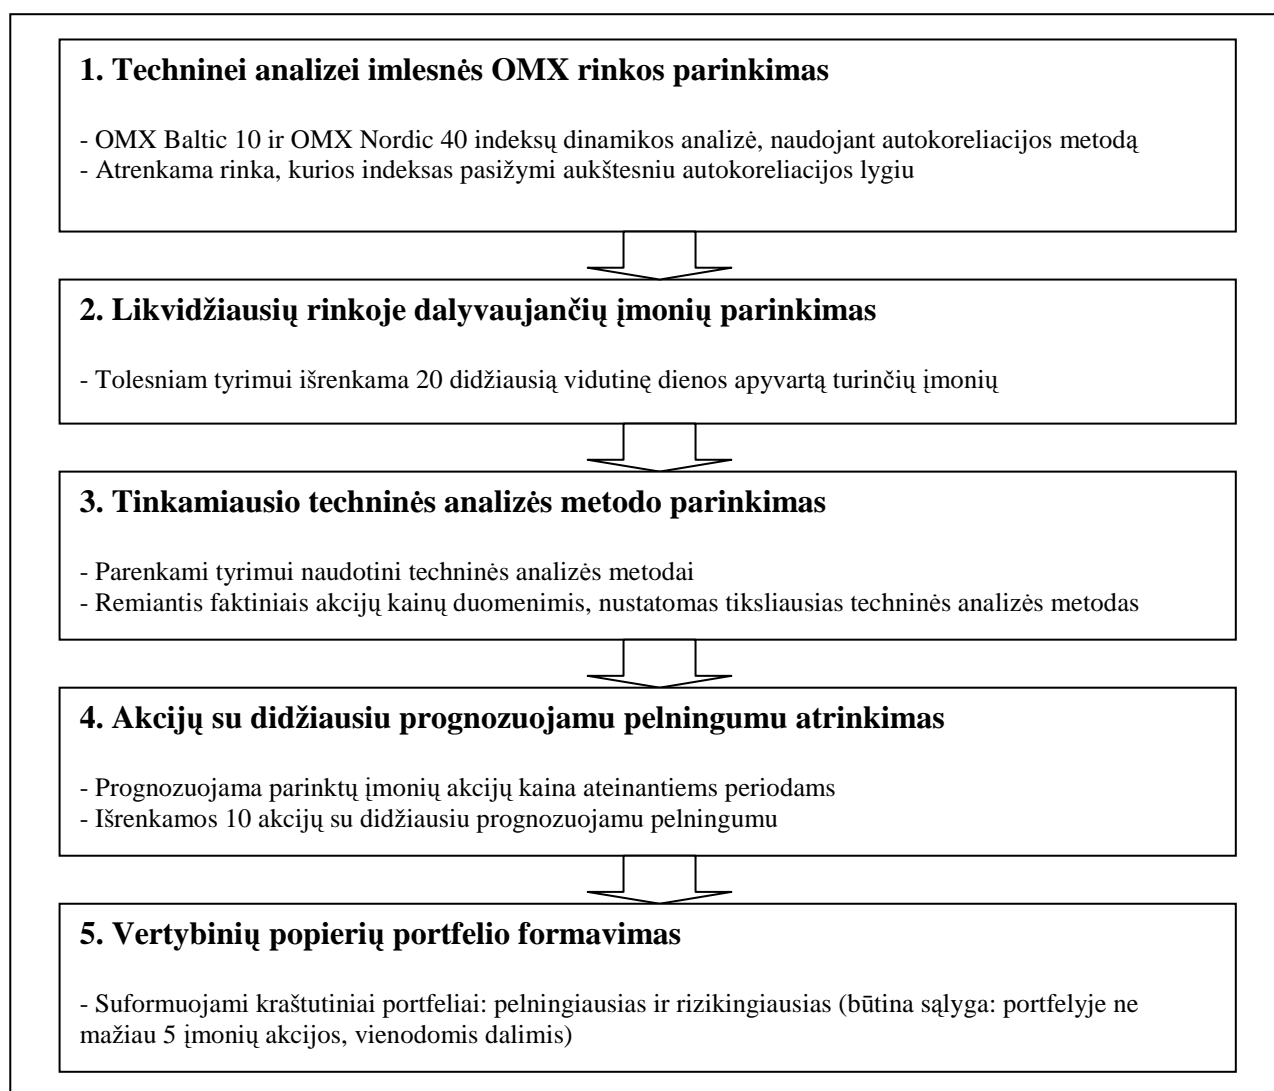 1. Techninei analizei imlesnės OMX rinkos parinkimas
- OMX Baltic 10 ir OMX Nordic 40 indeksų dinamikos analizė, naudojant autokoreliacijos metodą
- Atrenkama rinka, kurios indeksas pasižymi aukštesniu autokoreliacijos lygiu
2. Likvidžiausių rinkoje dalyvaujančių įmonių parinkimas
- Tolesniam tyrimui išrenkama 20 didžiausią vidutinę dienos apyvartą turinčių įmonių
3. Tinkamiausio techninės analizės metodo parinkimas
- Parenkami tyrimui naudotini techninės analizės metodai
- Remiantis faktiniais akcijų kainų duomenimis, nustatomas tiksliausias techninės analizės metodas
4. Akcijų su didžiausiu prognozuojamu pelningumu atrinkimas
- Prognozuojama parinktų įmonių akcijų kaina ateinantiems periodams
- Išrenkamos 10 akcijų su didžiausiu prognozuojamu pelningumu
5. Vertybinių popierių portfelio formavimas
- Suformuojami kraštutiniai portfeliai: pelningiausias ir rizikingiausias (būtina sąlyga: portfelyje ne
mažiau 5 įmonių akcijos, vienodomis dalimis)